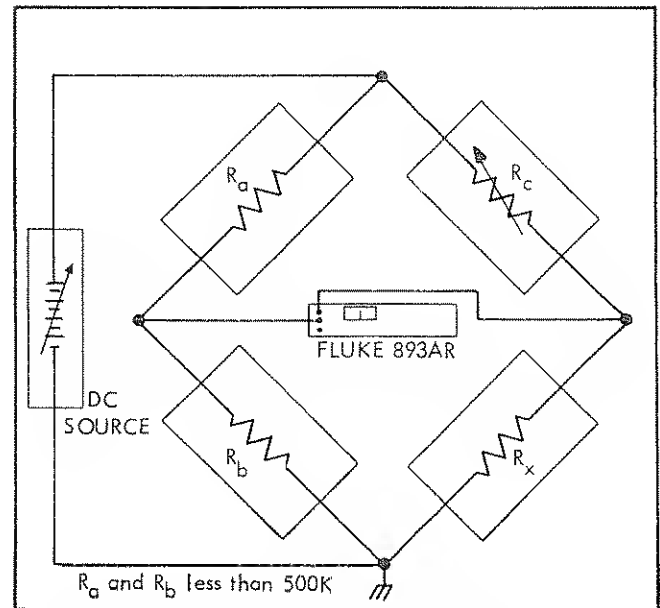 Ra
Rc
FLUKE 893AR
DC
SOURCE
Rb
Rx
Ra and Rb less than 500K